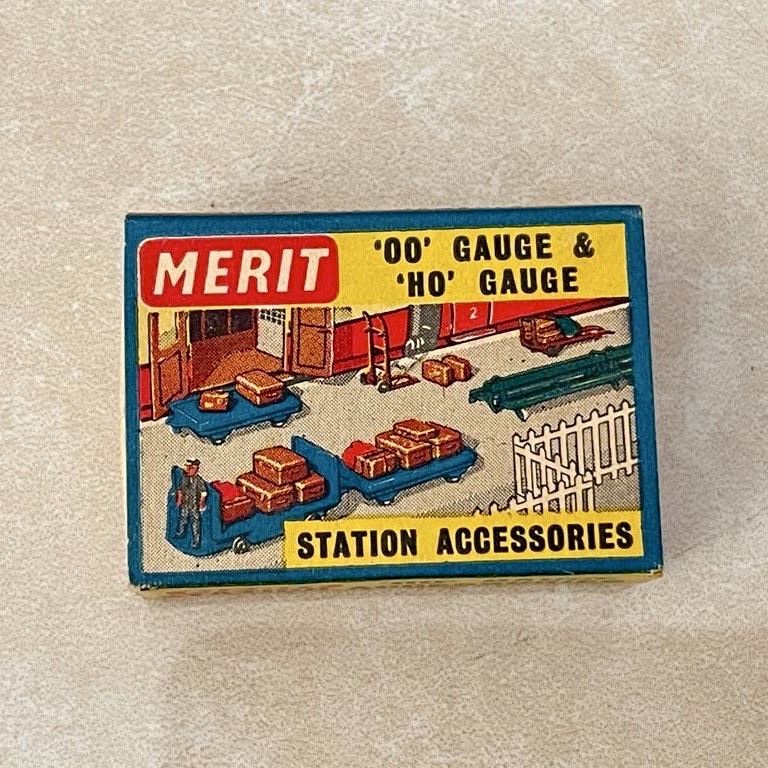 MERIT
'OO' GAUGE &
'HO' GAUGE
2
STATION ACCESSORIES